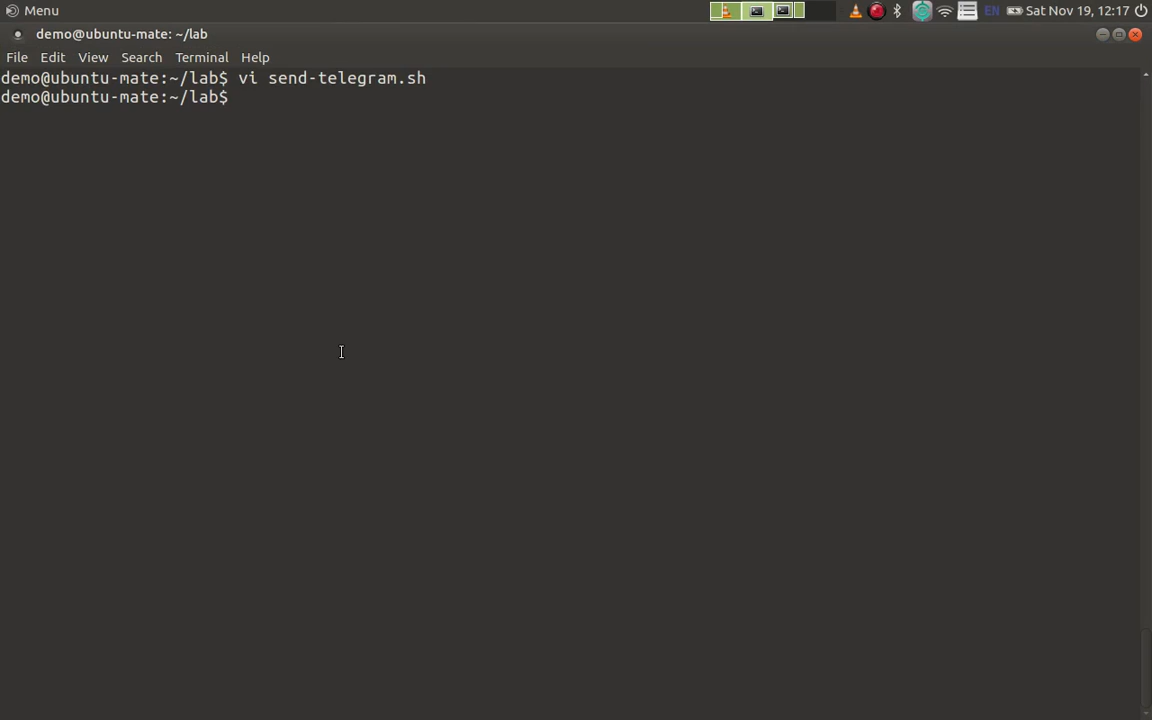 Menu
EN
Sat Nov 19, 12:17
demo@ubuntu-mate: ~/lab
File Edit View Search Terminal Help
demo@ubuntu-mate:~/lab$ vi send-telegram.sh
demo@ubuntu-mate:~/lab$